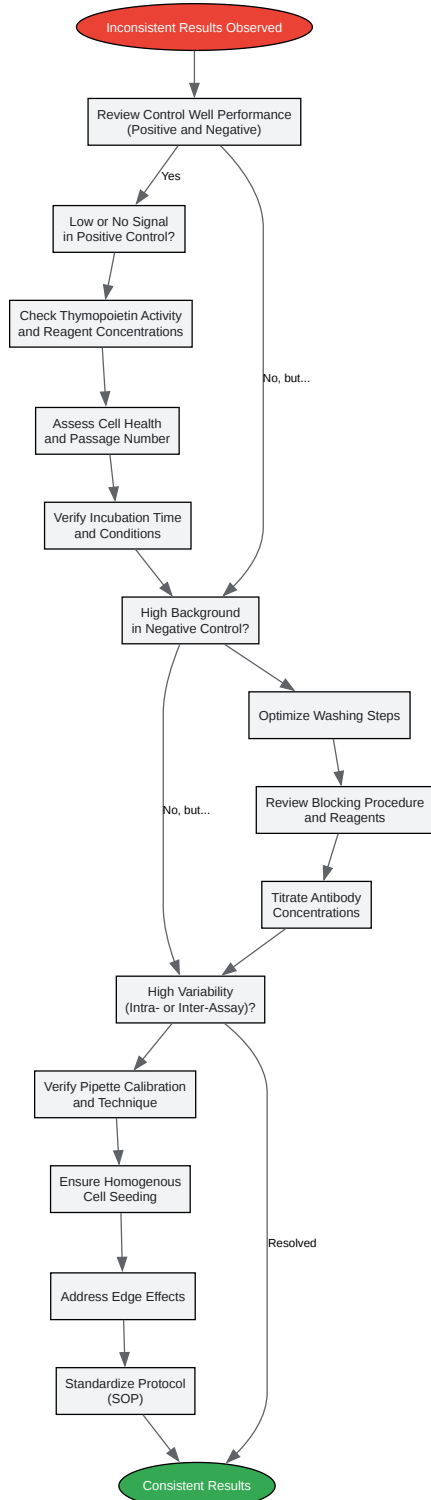 Inconsistent Results Observed
Review Control Well Performance
(Positive and Negative)
Yes
Low or No Signal
in Positive Control?
Check Thymopoietin Activity
and Reagent Concentrations
No, but...
Assess Cell Health
and Passage Number
Verify Incubation Time
and Conditions
High Background
in Negative Control?
Optimize Washing Steps
Review Blocking Procedure
and Reagents
No, but...
Titrate Antibody
Concentrations
High Variability
(Intra- or Inter-Assay)?
Verify Pipette Calibration
and Technique
Ensure Homogenous
Cell Seeding
Resolved
Address Edge Effects
Standardize Protocol
(SOP)
Consistent Results